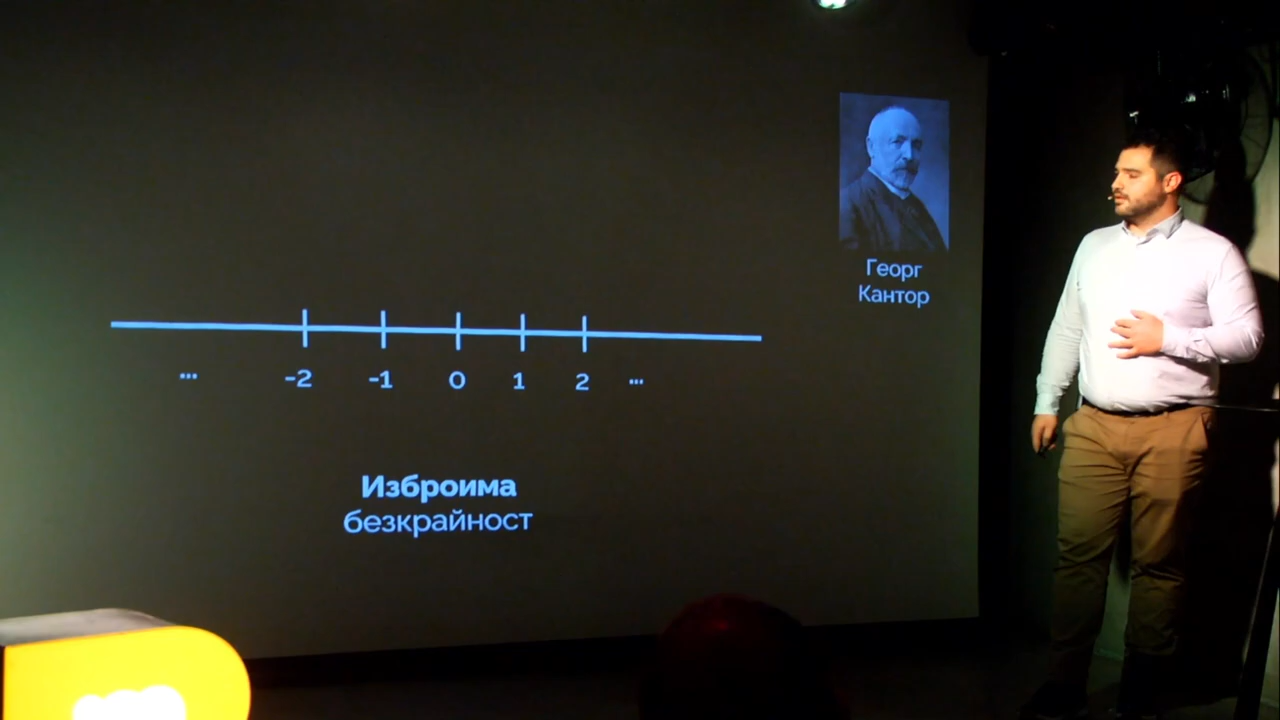 Георг
Кантор
... -2 -1 0 1 2 ...
Изброима
безкрайност